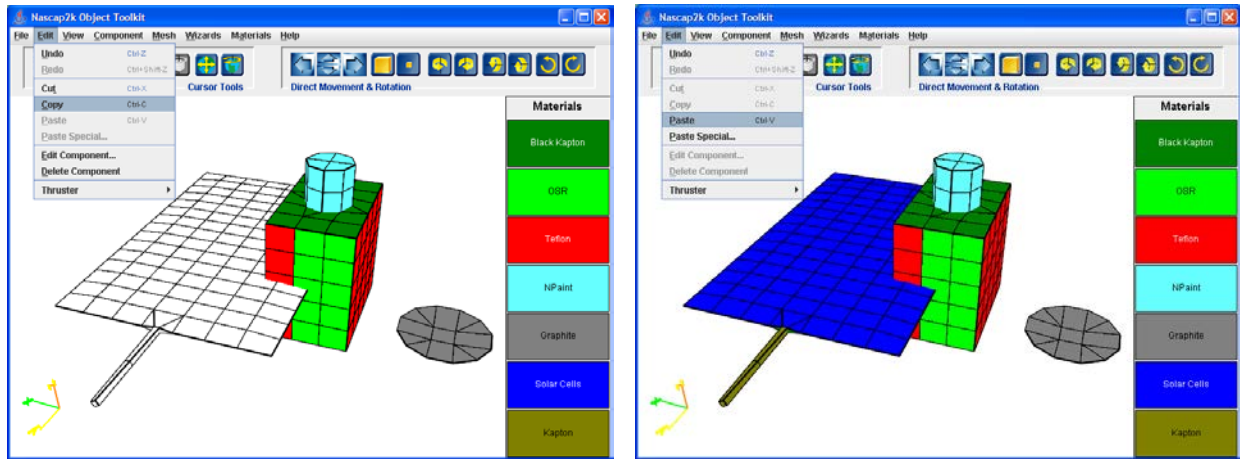 Nascap2k Object Toolkit
File Edit View Component Mesh Wizards Materials Help
Undo Ctrl-Z
Redo Ctrl+Shift-Z
Cut Ctrl-X
Copy Ctrl-C
Paste Ctrl-V
Paste Special...
Edit Component...
Delete Component
Thruster
Cursor Tools
Direct Movement & Rotation
Materials
Black Kapton
OSR
Teflon
NPaint
Graphite
Solar Cells
Kapton
Nascap2k Object Toolkit
File Edit View Component Mesh Wizards Materials Help
Undo Ctrl-Z
Redo Ctrl+Shift-Z
Cut Ctrl-X
Copy Ctrl-C
Paste Ctrl-V
Paste Special...
Edit Component...
Delete Component
Thruster
Cursor Tools
Direct Movement & Rotation
Materials
Black Kapton
OSR
Teflon
NPaint
Graphite
Solar Cells
Kapton